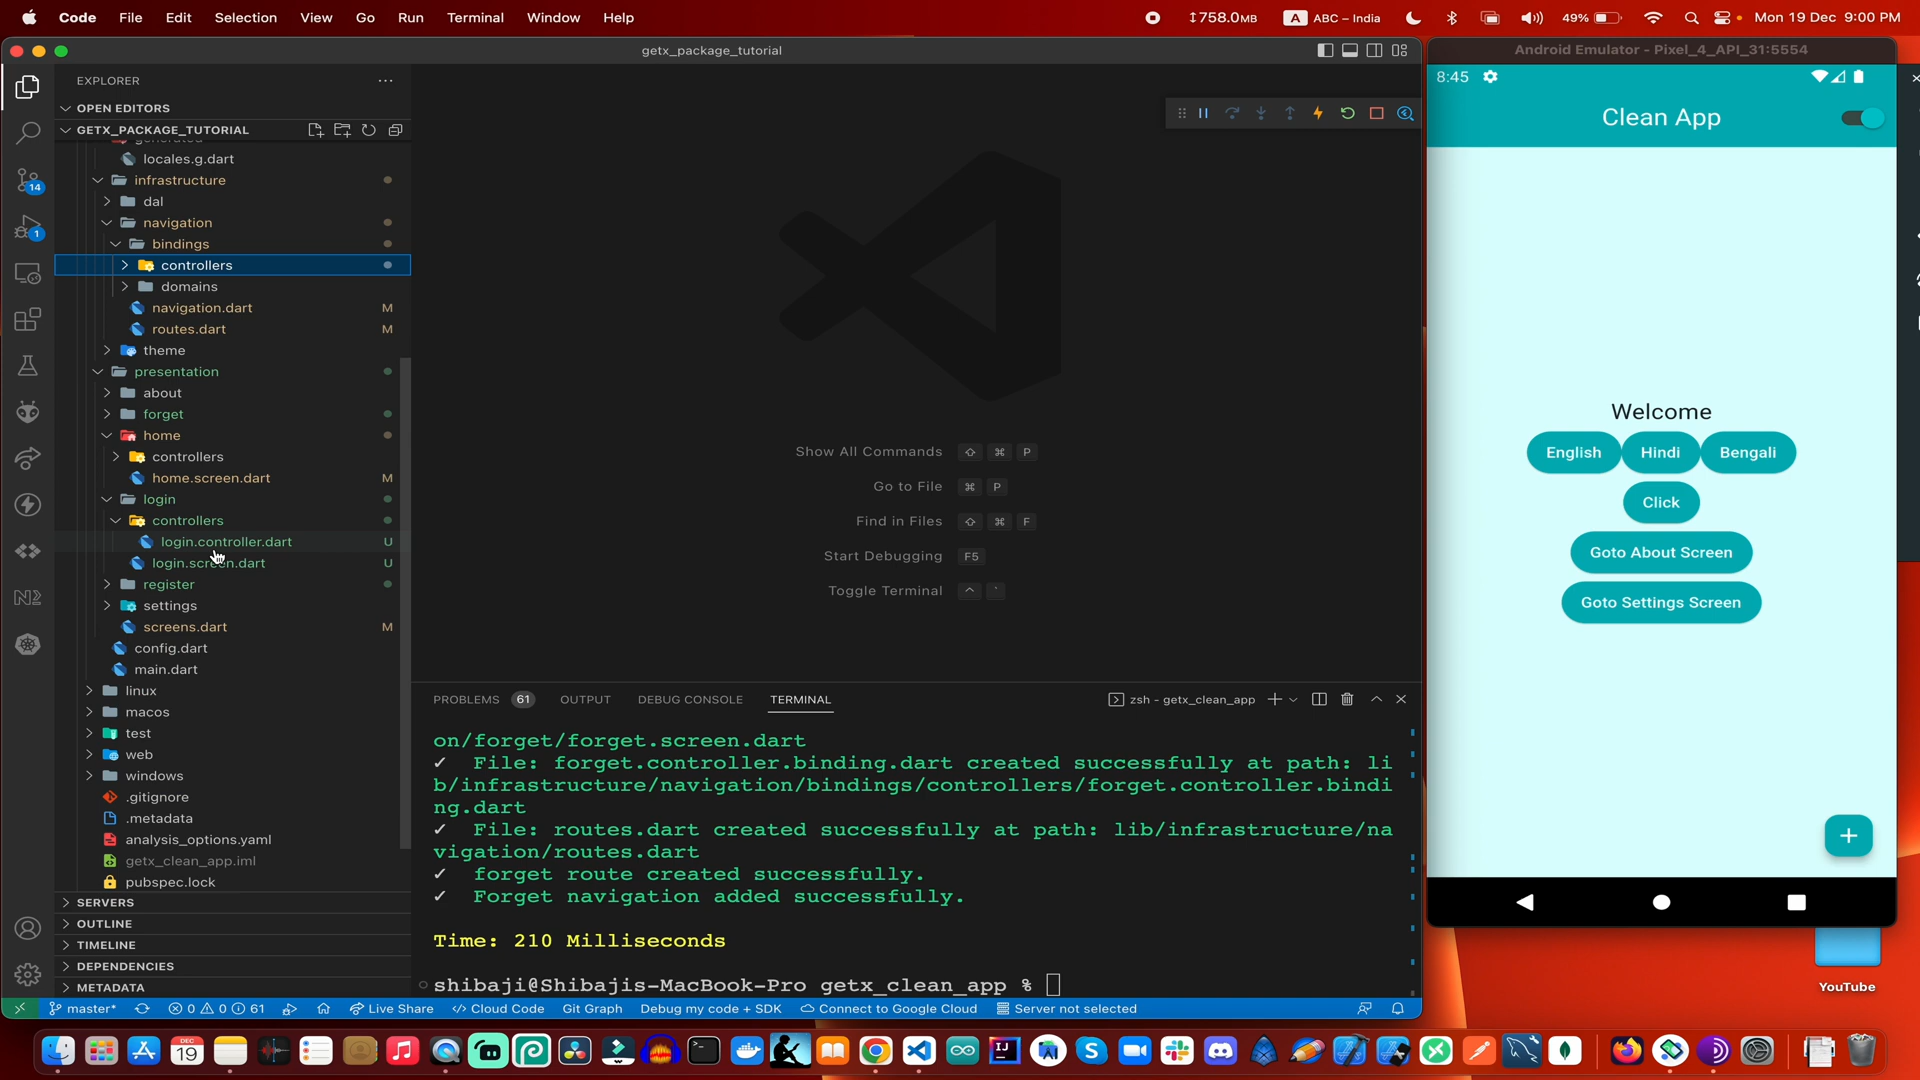 Code File Edit Selection View Go Run Terminal Window Help
758.0MB A ABC – India 49% Mon 19 Dec 9:00 PM
getx_package_tutorial
EXPLORER
OPEN EDITORS
GETX_PACKAGE_TUTORIAL
generated
locales.g.dart
infrastructure
dal
navigation
bindings
controllers
domains
navigation.dart M
routes.dart M
theme
presentation
about
forget
home
controllers
home.screen.dart M
login
controllers
login.controller.dart U
login.screen.dart U
register
settings
screens.dart M
config.dart
main.dart
linux
macos
test
web
windows
.gitignore
.metadata
analysis_options.yaml
getx_clean_app.iml
pubspec.lock
SERVERS
OUTLINE
TIMELINE
DEPENDENCIES
METADATA
14
1
Show All Commands ⇧ ⌘ P
Go to File ⌘ P
Find in Files ⇧ ⌘ F
Start Debugging F5
Toggle Terminal ^ `
PROBLEMS 61 OUTPUT DEBUG CONSOLE TERMINAL zsh - getx_clean_app
on/forget/forget.screen.dart
✓ File: forget.controller.binding.dart created successfully at path: li
b/infrastructure/navigation/bindings/controllers/forget.controller.bindi
ng.dart
✓ File: routes.dart created successfully at path: lib/infrastructure/na
vigation/routes.dart
✓ forget route created successfully.
✓ Forget navigation added successfully.
Time: 210 Milliseconds
shibaji@Shibajis-MacBook-Pro getx_clean_app %
master* 0 0 61 Live Share Cloud Code Git Graph Debug my code + SDK Connect to Google Cloud Server not selected
Android Emulator - Pixel_4_API_31:5554
8:45
Clean App
Welcome
English Hindi Bengali
Click
Goto About Screen
Goto Settings Screen
+
YouTube
DEC
19